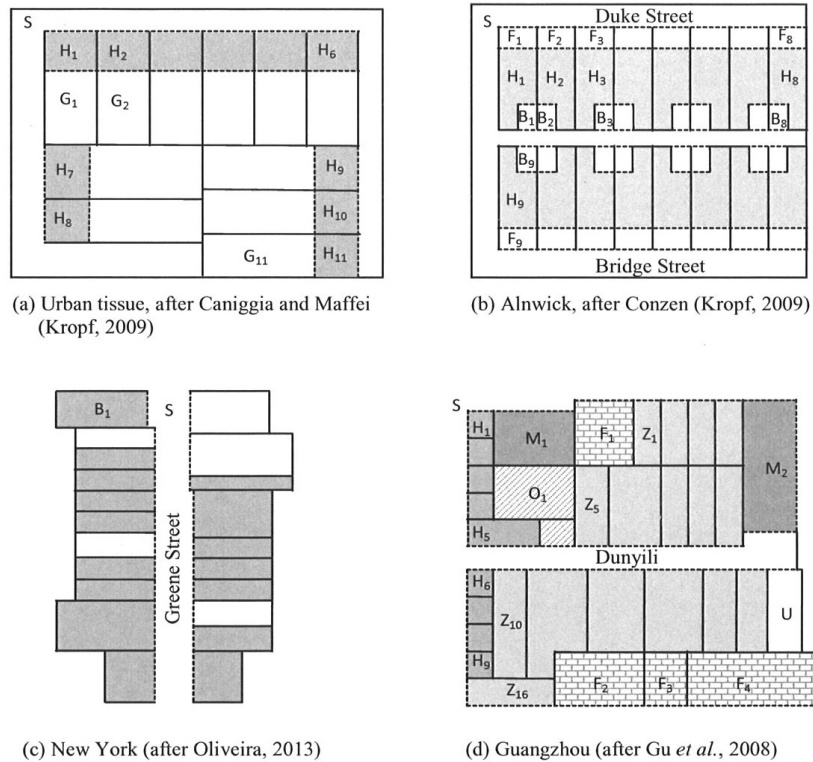 S
H₁ H₂ H₆
G₁ G₂
H₇ H₉
H₈ H₁₀
G₁₁ H₁₁
(a) Urban tissue, after Caniggia and Maffei
(Kropf, 2009)
Duke Street
S
F₁ F₂ F₃ F₈
H₁ H₂ H₃ H₈
B₁ B₂ B₃ B₈
B₉
H₉
F₉
Bridge Street
(b) Alnwick, after Conzen (Kropf, 2009)
B₁ S
Greene Street
(c) New York (after Oliveira, 2013)
S
H₁ M₁ F₁ Z₁
M₂
O₁ Z₅
H₅
Dunyili
H₆
Z₁₀ U
H₉
Z₁₆ F₂ F₃ F₄
(d) Guangzhou (after Gu et al., 2008)